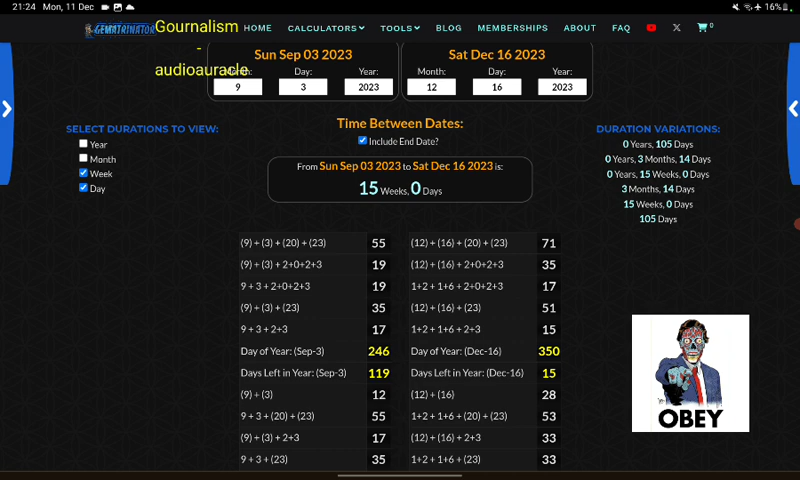 21:24 Mon, 11 Dec
16%
GEMATRINATOR
HOME CALCULATORS TOOLS BLOG MEMBERSHIPS ABOUT FAQ 0
Gournalism
-
audioauracle
Sun Sep 03 2023
Month: Day: Year:
9 3 2023
Sat Dec 16 2023
Month: Day: Year:
12 16 2023
SELECT DURATIONS TO VIEW:
Year
Month
Week
Day
Time Between Dates:
Include End Date?
From Sun Sep 03 2023 to Sat Dec 16 2023 is:
15 Weeks, 0 Days
DURATION VARIATIONS:
0 Years, 105 Days
0 Years, 3 Months, 14 Days
0 Years, 15 Weeks, 0 Days
3 Months, 14 Days
15 Weeks, 0 Days
105 Days
(9) + (3) + (20) + (23) 55 (12) + (16) + (20) + (23) 71
(9) + (3) + 2+0+2+3 19 (12) + (16) + 2+0+2+3 35
9 + 3 + 2+0+2+3 19 1+2 + 1+6 + 2+0+2+3 17
(9) + (3) + (23) 35 (12) + (16) + (23) 51
9 + 3 + 2+3 17 1+2 + 1+6 + 2+3 15
Day of Year: (Sep-3) 246 Day of Year: (Dec-16) 350
Days Left in Year: (Sep-3) 119 Days Left in Year: (Dec-16) 15
(9) + (3) 12 (12) + (16) 28
9 + 3 + (20) + (23) 55 1+2 + 1+6 + (20) + (23) 53
(9) + (3) + 2+3 17 (12) + (16) + 2+3 33
9 + 3 + (23) 35 1+2 + 1+6 + (23) 33
OBEY